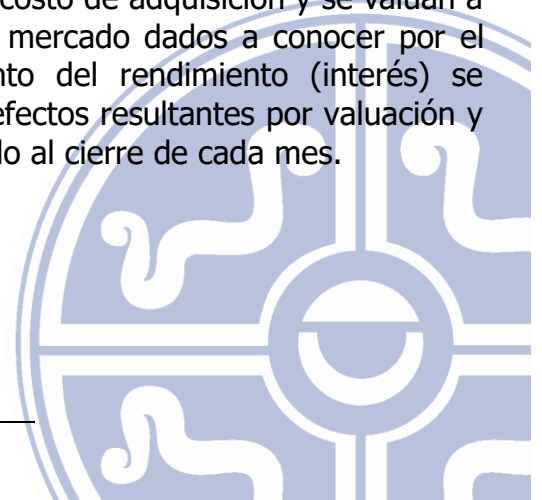 costo de adquisición y se valúan a
mercado dados a conocer por el
nto del rendimiento (interés) se
efectos resultantes por valuación y
do al cierre de cada mes.